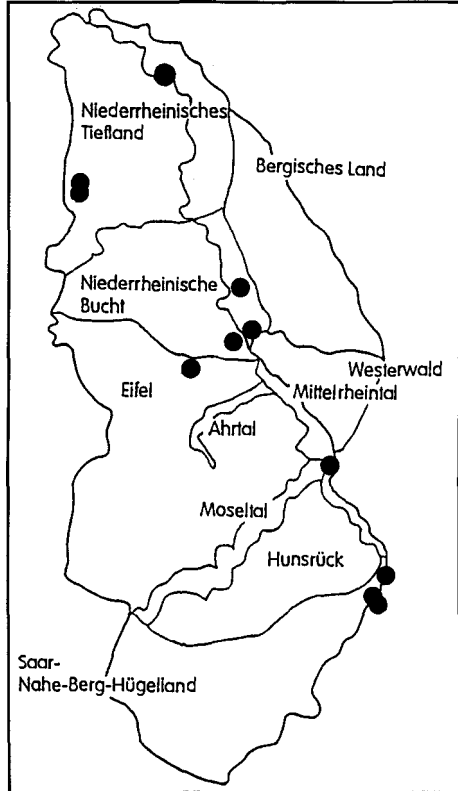 Niederrheinisches
Tiefland
Bergisches Land
Niederrheinische
Bucht
Westerwald
Eifel
Mittelrheintal
Ahrtal
Moseltal
Hunsrück
Saar-
Nahe-Berg-Hügelland